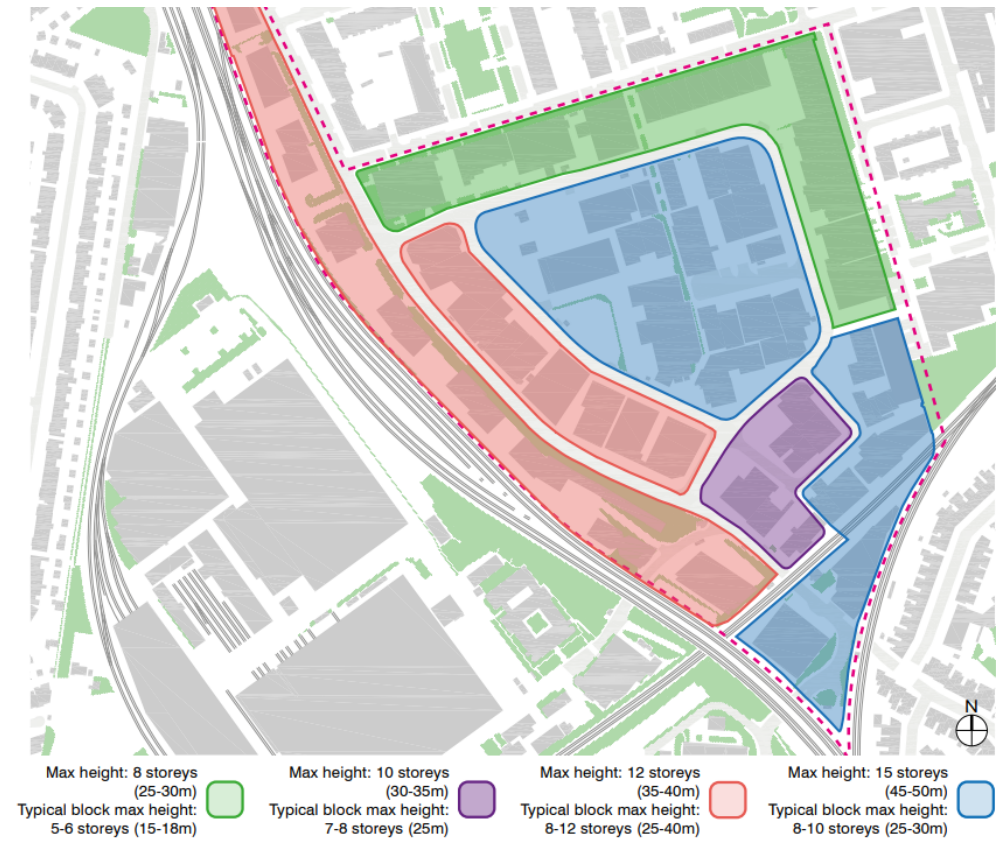 N
Max height: 8 storeys
(25-30m)
Typical block max height:
5-6 storeys (15-18m)
Max height: 10 storeys
(30-35m)
Typical block max height:
7-8 storeys (25m)
Max height: 12 storeys
(35-40m)
Typical block max height:
8-12 storeys (25-40m)
Max height: 15 storeys
(45-50m)
Typical block max height:
8-10 storeys (25-30m)